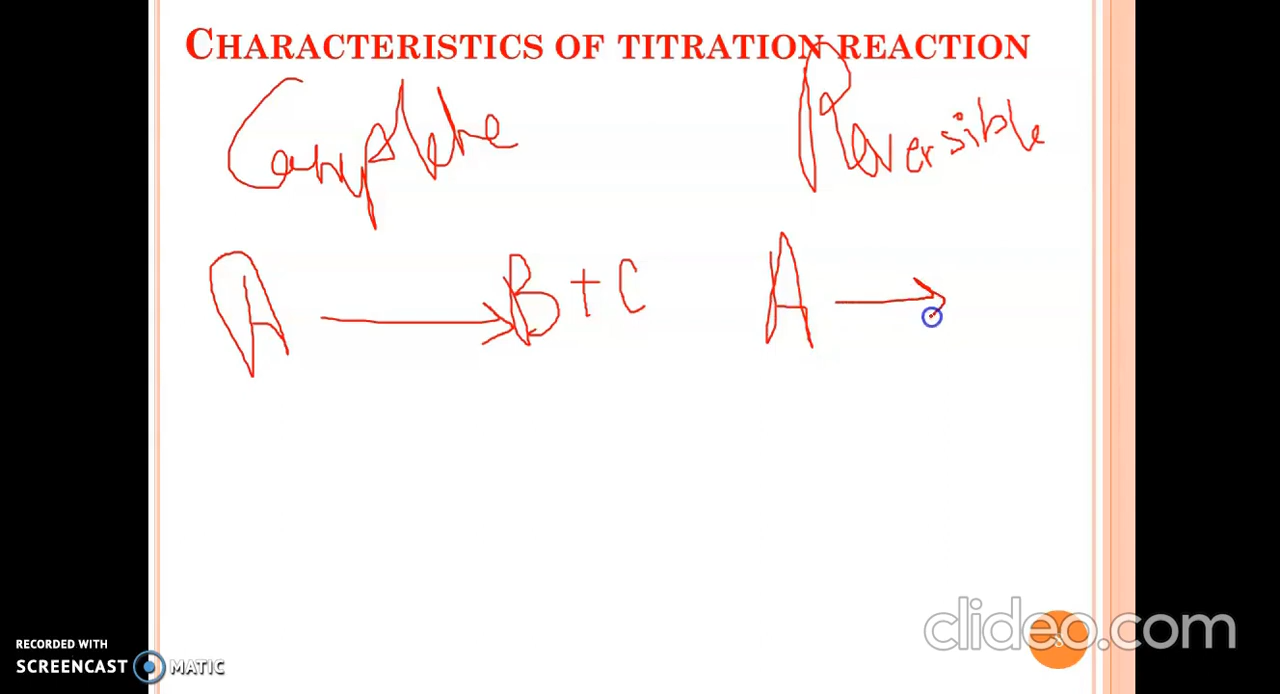 CHARACTERISTICS OF TITRATION REACTION
Complete Reversible
A → B + C A →
clideo.com
RECORDED WITH
SCREENCAST MATIC